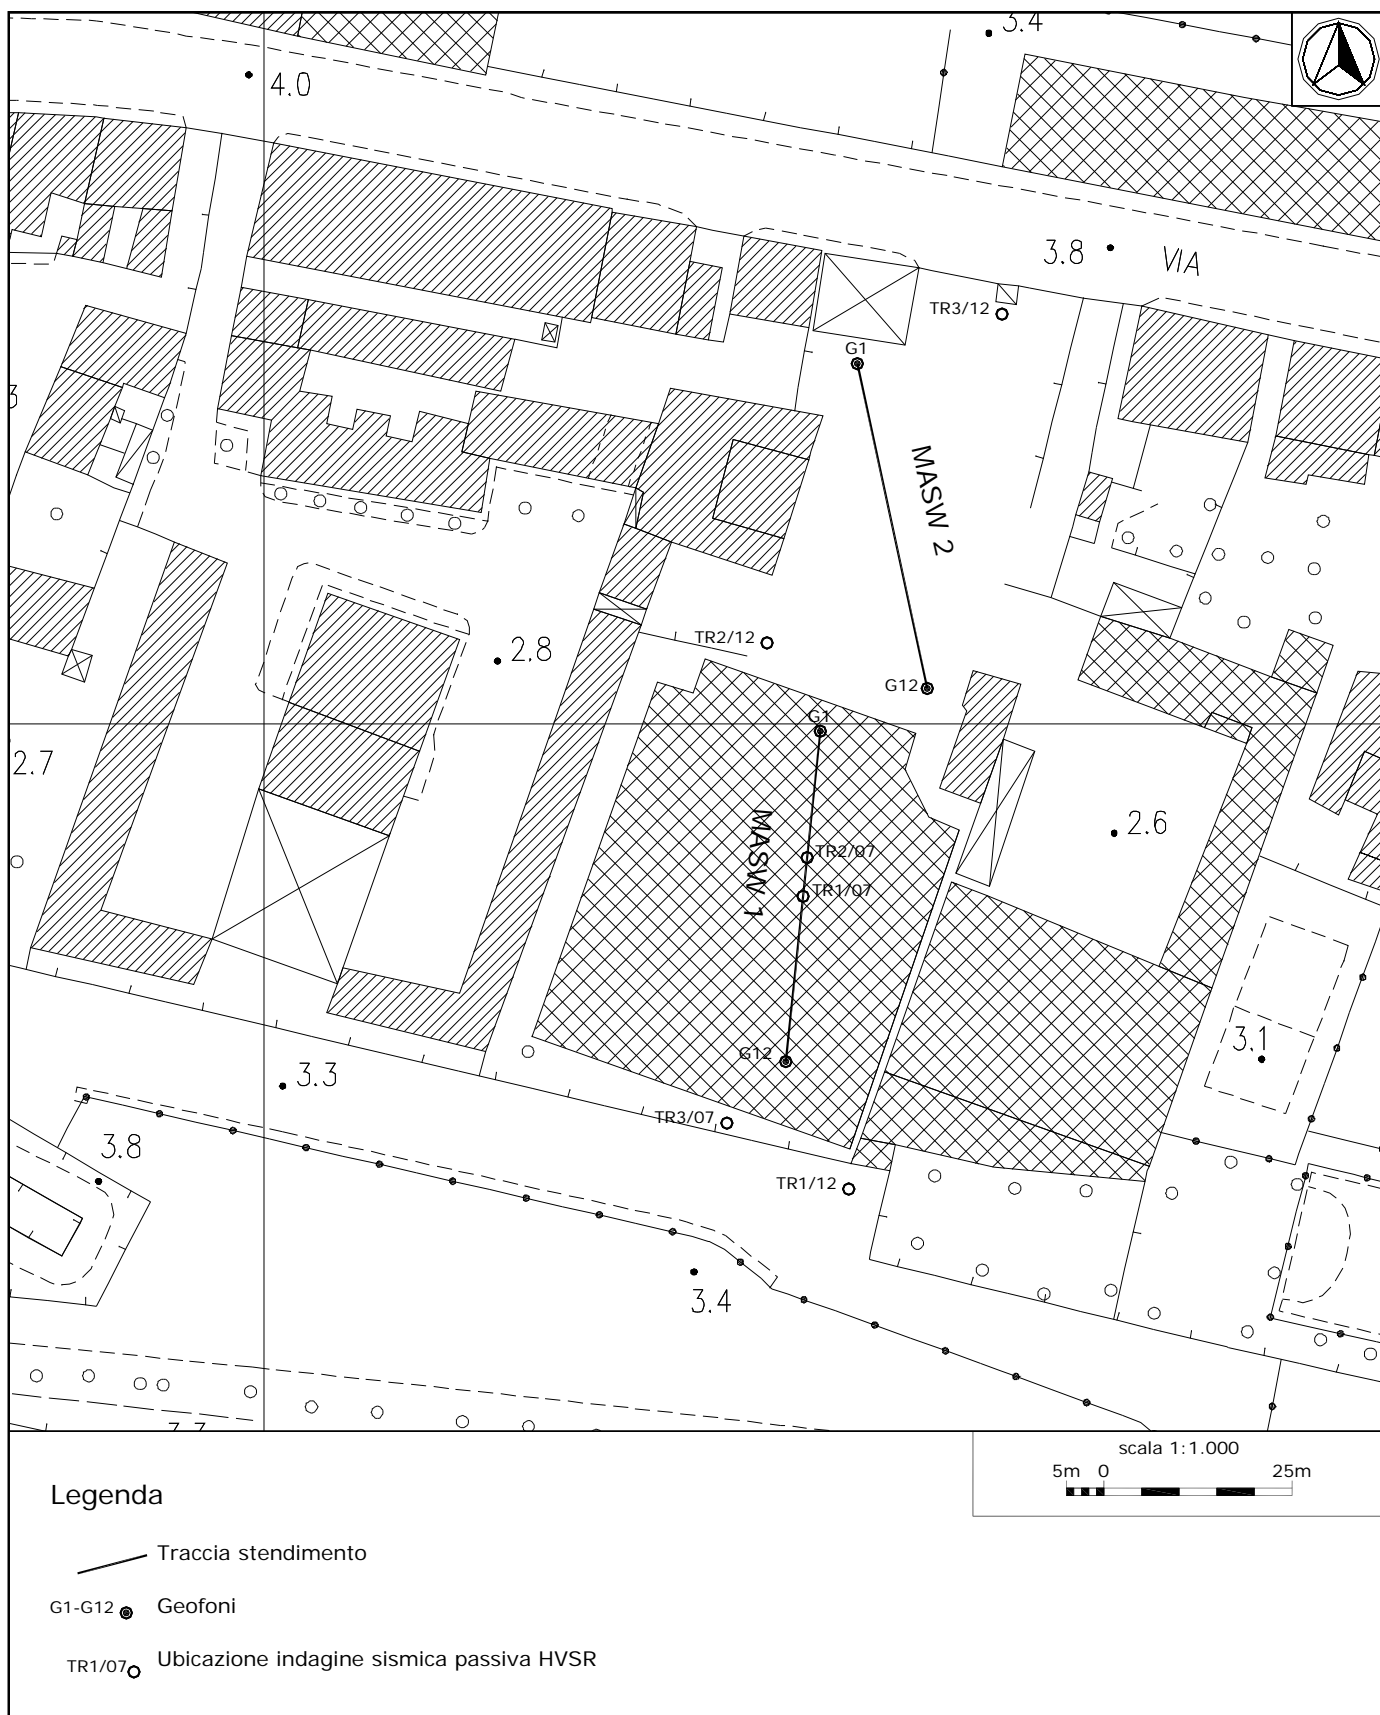 3.4
4.0
3.8 VIA
TR3/12
G1
3
MASW 2
TR2/12
2.8
G12
G1
2.7
MASW 1
2.6
TR2/07
TR1/07
3.1
G12
3.3
TR3/07
3.8
TR1/12
3.4
scala 1:1.000
5m 0 25m
Legenda
Traccia stendimento
G1-G12 Geofoni
TR1/07 Ubicazione indagine sismica passiva HVSR